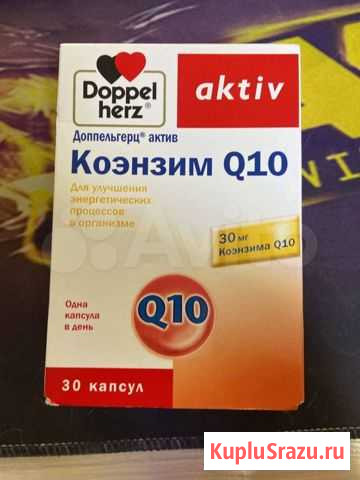 Doppel
herz®
aktiv
Доппельгерц® актив
Коэнзим Q10
Для улучшения
энергетических
процессов
в организме
30 мг
Коэнзима Q10
Одна
капсула
в день
Q10
30 капсул
Avito
KupluSrazu.ru